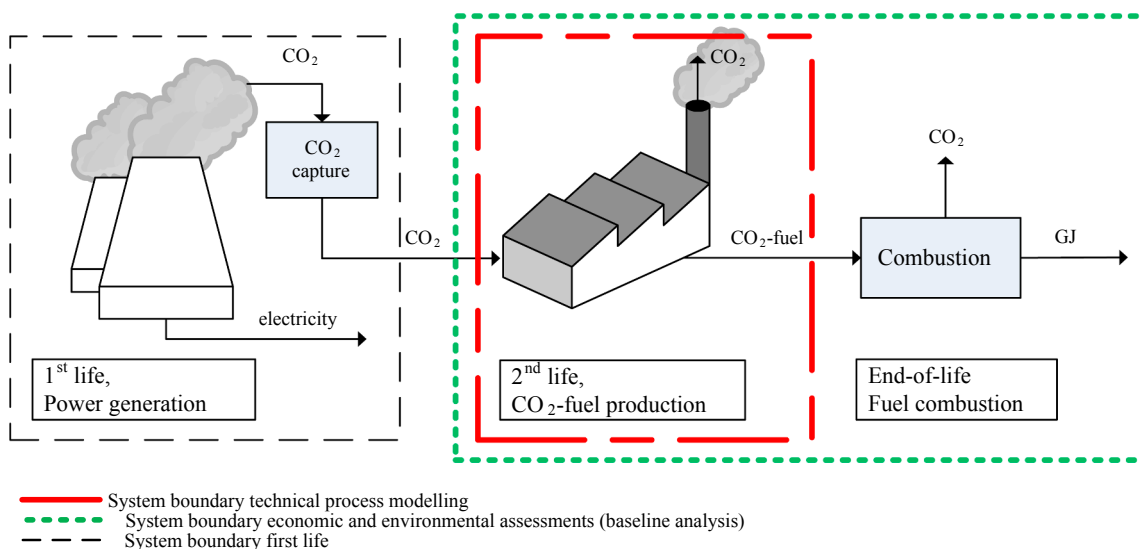 CO₂
CO₂
capture
CO₂
electricity
1st life,
Power generation
CO₂
2nd life,
CO₂-fuel production
CO₂-fuel
CO₂
Combustion
GJ
End-of-life
Fuel combustion
System boundary technical process modelling
System boundary economic and environmental assessments (baseline analysis)
System boundary first life